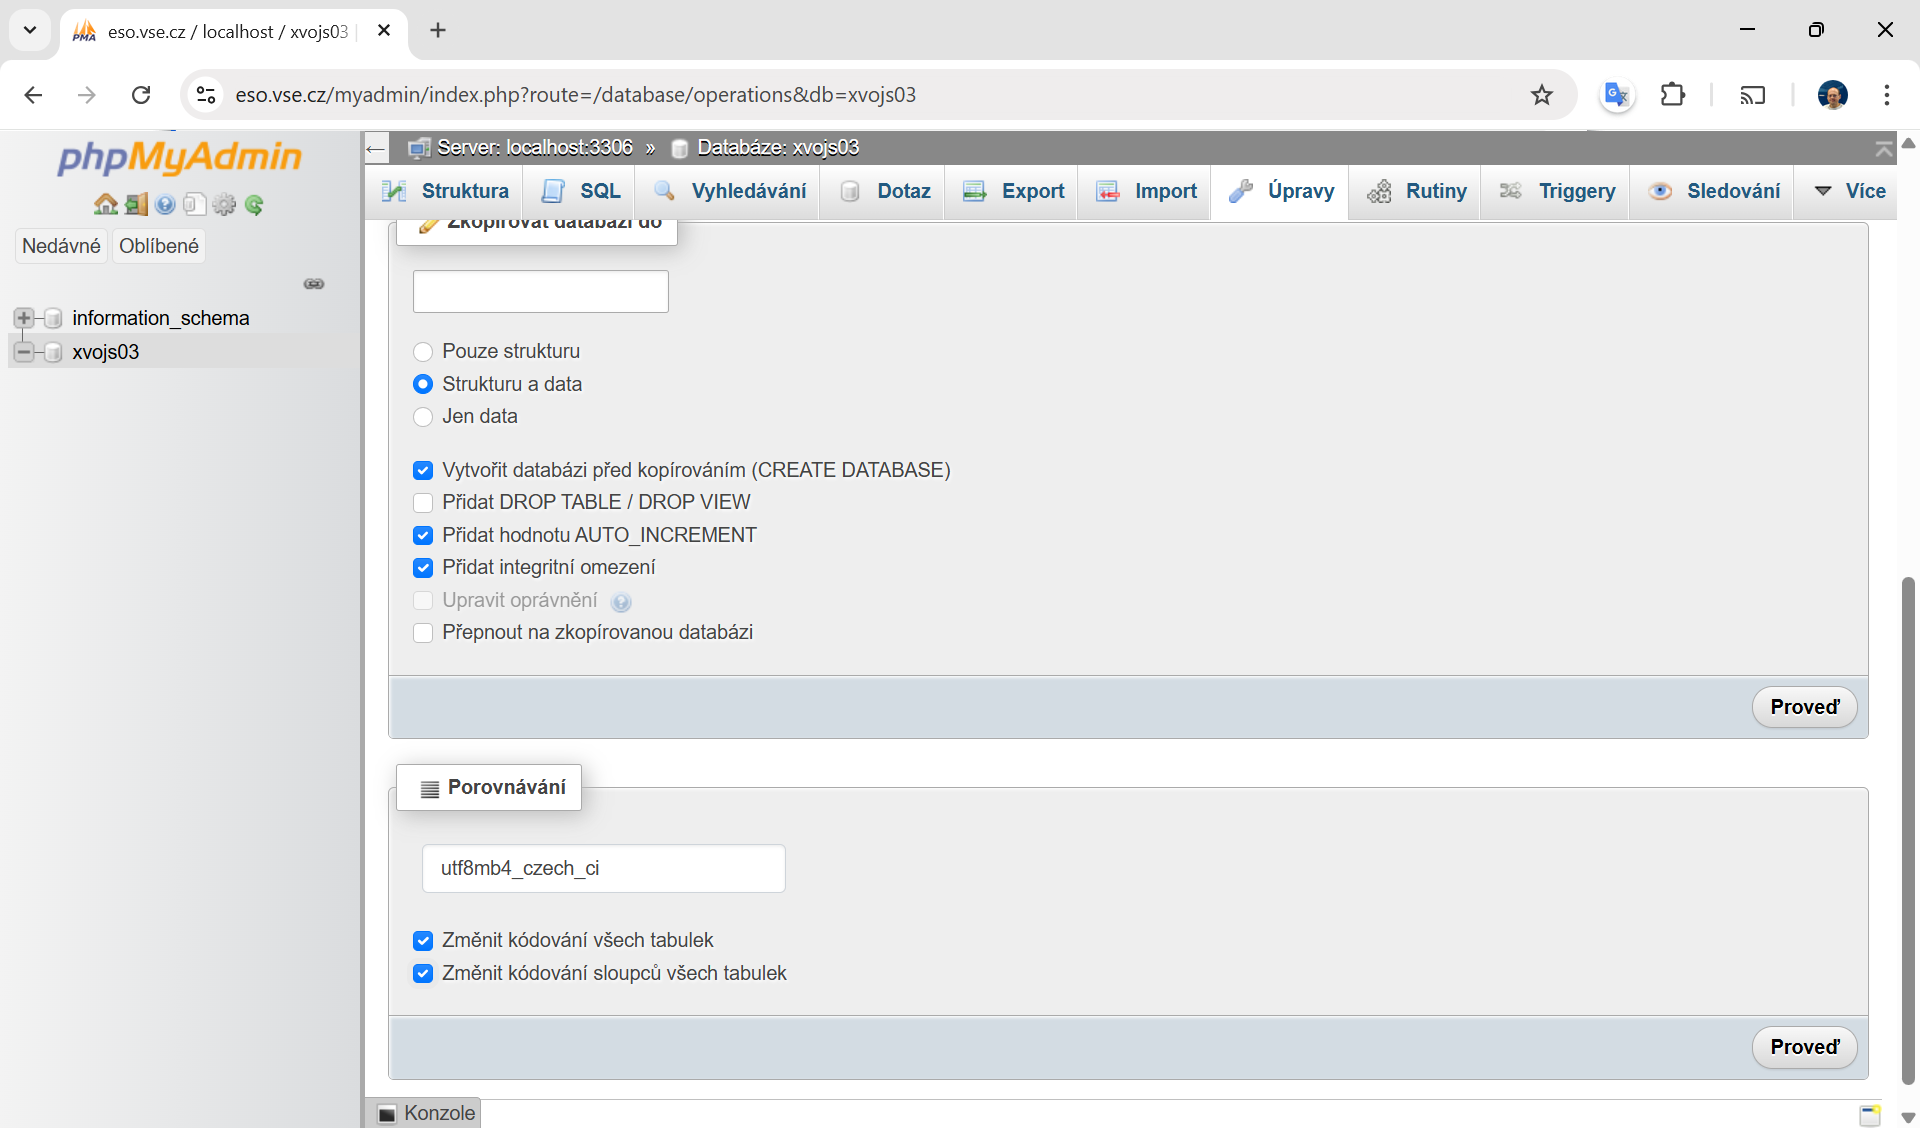 eso.vse.cz / localhost / xvojs03
eso.vse.cz/myadmin/index.php?route=/database/operations&db=xvojs03
phpMyAdmin
Nedávné Oblíbené
information_schema
xvojs03
Server: localhost:3306 » Databáze: xvojs03
Struktura SQL Vyhledávání Dotaz Export Import Úpravy Rutiny Triggery Sledování Více
Zkopírovat databázi do
Pouze strukturu
Strukturu a data
Jen data
Vytvořit databázi před kopírováním (CREATE DATABASE)
Přidat DROP TABLE / DROP VIEW
Přidat hodnotu AUTO_INCREMENT
Přidat integritní omezení
Upravit oprávnění
Přepnout na zkopírovanou databázi
Proveď
Porovnávání
utf8mb4_czech_ci
Změnit kódování všech tabulek
Změnit kódování sloupců všech tabulek
Proveď
Konzole